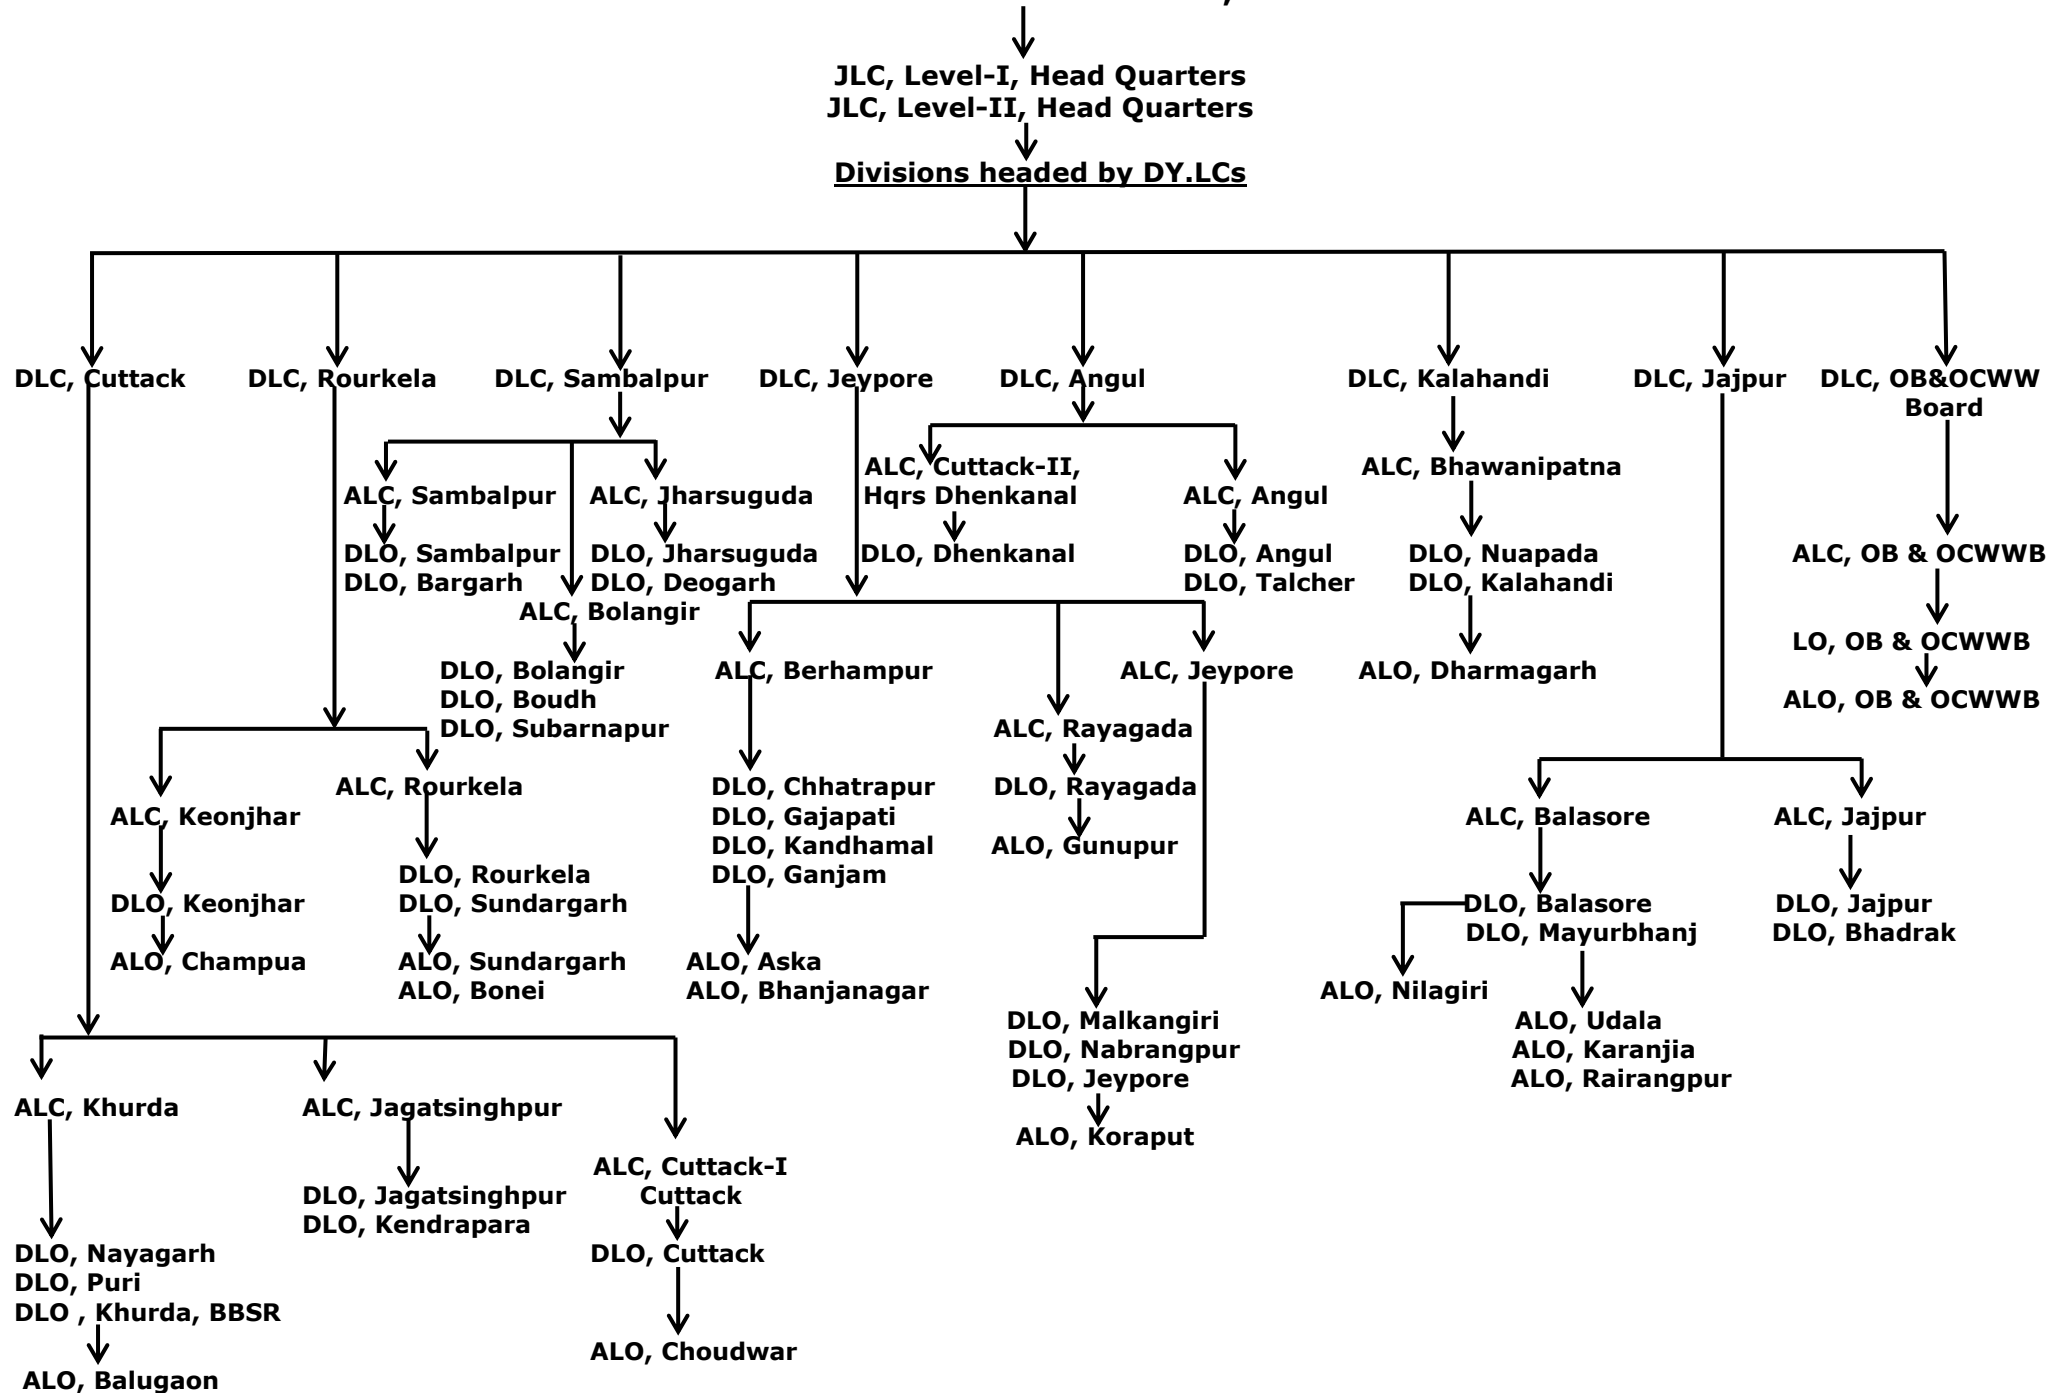 JLC, Level-I, Head Quarters
JLC, Level-II, Head Quarters
Divisions headed by DY.LCs
DLC, Cuttack
DLC, Rourkela
DLC, Sambalpur
DLC, Jeypore
DLC, Angul
DLC, Kalahandi
DLC, Jajpur
DLC, OB&OCWW
Board
ALC, Sambalpur
DLO, Sambalpur
DLO, Bargarh
ALC, Jharsuguda
DLO, Jharsuguda
DLO, Deogarh
ALC, Bolangir
DLO, Bolangir
DLO, Boudh
DLO, Subarnapur
ALC, Cuttack-II,
Hqrs Dhenkanal
DLO, Dhenkanal
ALC, Angul
DLO, Angul
DLO, Talcher
ALC, Bhawanipatna
DLO, Nuapada
DLO, Kalahandi
ALO, Dharmagarh
ALC, OB & OCWWB
LO, OB & OCWWB
ALO, OB & OCWWB
ALC, Berhampur
DLO, Chhatrapur
DLO, Gajapati
DLO, Kandhamal
DLO, Ganjam
ALO, Aska
ALO, Bhanjanagar
ALC, Rayagada
DLO, Rayagada
ALO, Gunupur
ALC, Jeypore
DLO, Malkangiri
DLO, Nabrangpur
DLO, Jeypore
ALO, Koraput
ALC, Keonjhar
DLO, Keonjhar
ALO, Champua
ALC, Rourkela
DLO, Rourkela
DLO, Sundargarh
ALO, Sundargarh
ALO, Bonei
ALC, Balasore
DLO, Balasore
DLO, Mayurbhanj
ALO, Nilagiri
ALO, Udala
ALO, Karanjia
ALO, Rairangpur
ALC, Jajpur
DLO, Jajpur
DLO, Bhadrak
ALC, Khurda
DLO, Nayagarh
DLO, Puri
DLO , Khurda, BBSR
ALO, Balugaon
ALC, Jagatsinghpur
DLO, Jagatsinghpur
DLO, Kendrapara
ALC, Cuttack-I
Cuttack
DLO, Cuttack
ALO, Choudwar